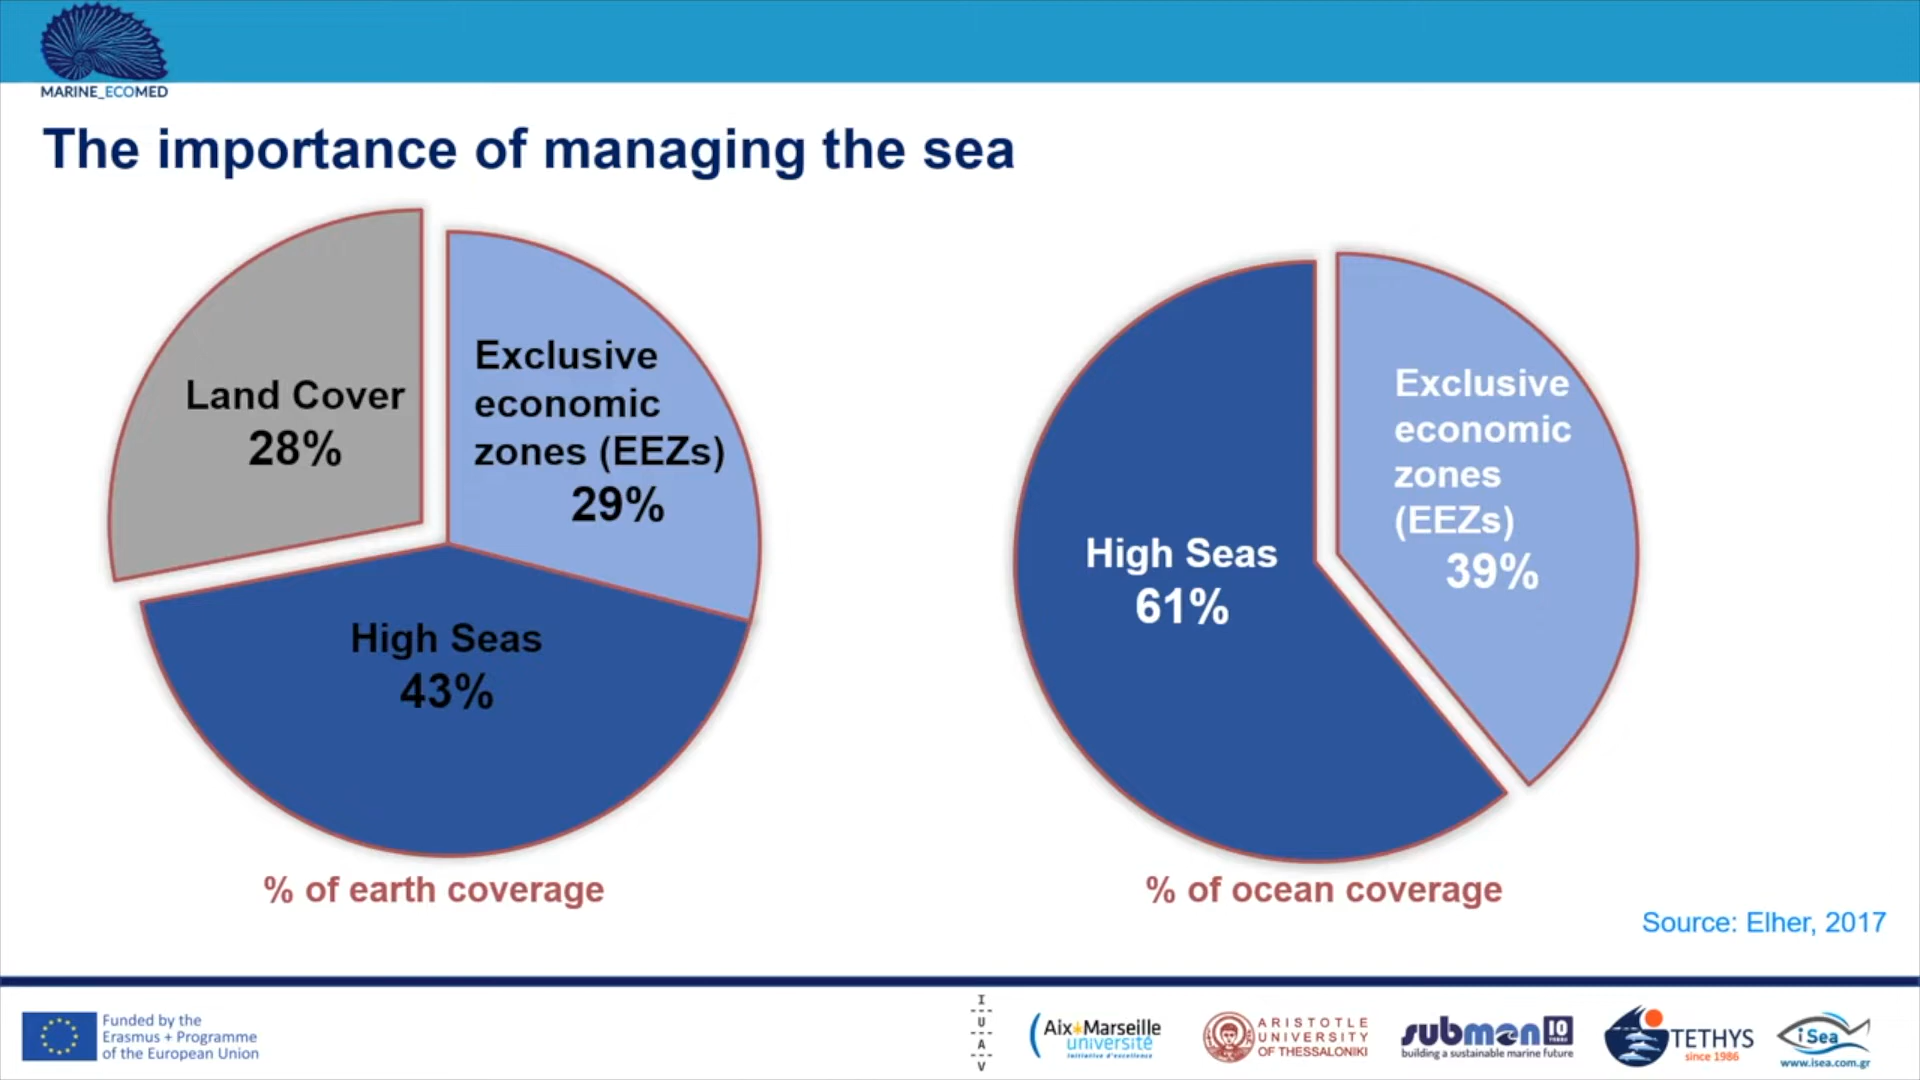 MARINE_ECOMED
The importance of managing the sea
Land Cover
28%
Exclusive
economic
zones (EEZs)
29%
High Seas
43%
% of earth coverage
High Seas
61%
Exclusive
economic
zones
(EEZs)
39%
% of ocean coverage
Source: Elher, 2017
Funded by the
Erasmus + Programme
of the European Union
I
U
A
V
Aix*Marseille
université
initiative d'excellence
ARISTOTLE
UNIVERSITY
OF THESSALONIKI
submon 10
YEARS
building a sustainable marine future
TETHYS
since 1986
iSea
www.isea.com.gr